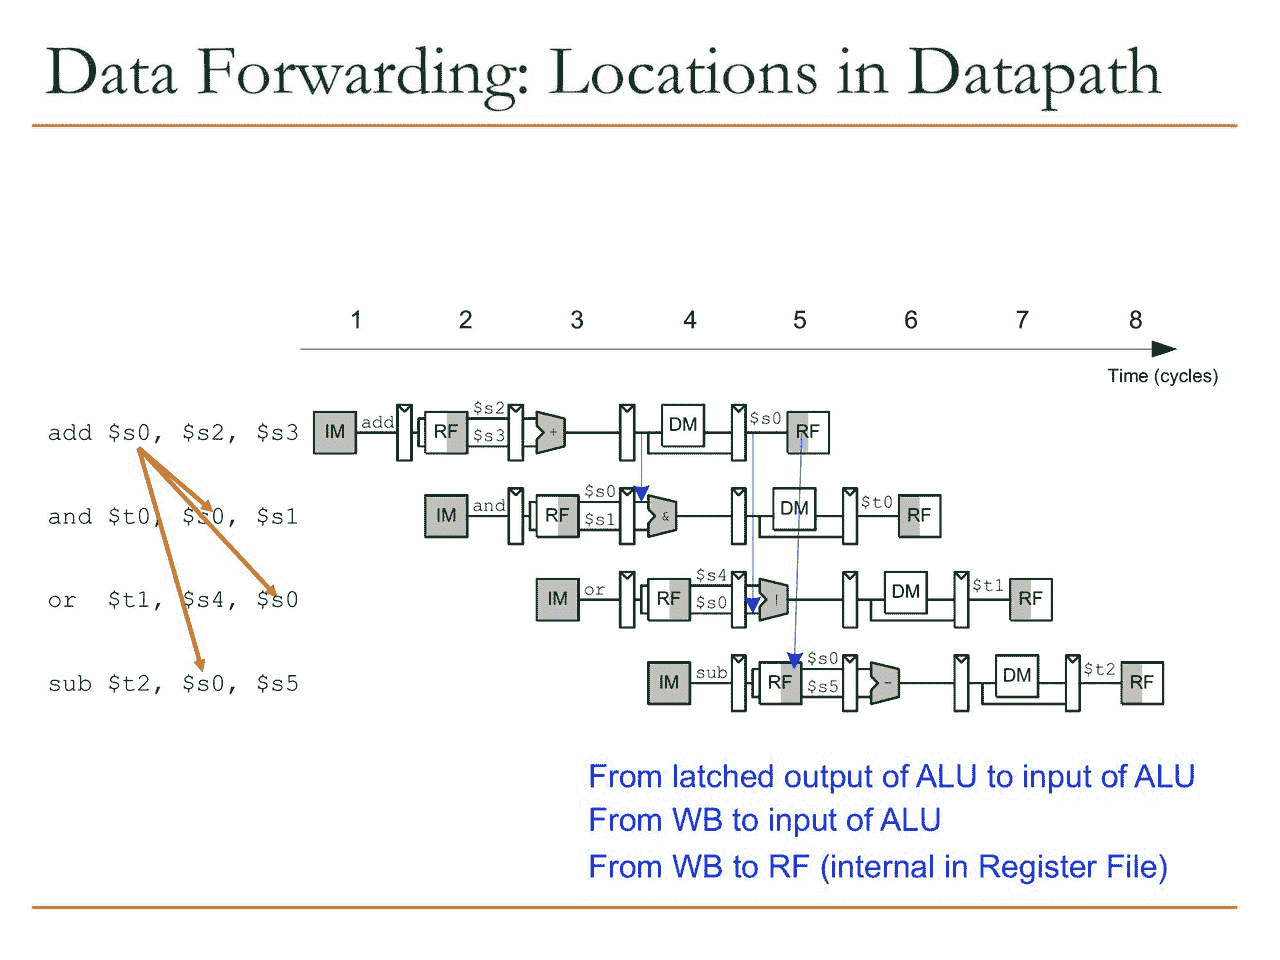 Data Forwarding: Locations in Datapath
1 2 3 4 5 6 7 8
Time (cycles)
add $s0, $s2, $s3 IM add RF $s2 $s3 + DM $s0 RF
and $t0, $s0, $s1 IM and RF $s0 $s1 & DM $t0 RF
or $t1, $s4, $s0 IM or RF $s4 $s0 | DM $t1 RF
sub $t2, $s0, $s5 IM sub RF $s0 $s5 - DM $t2 RF
From latched output of ALU to input of ALU
From WB to input of ALU
From WB to RF (internal in Register File)